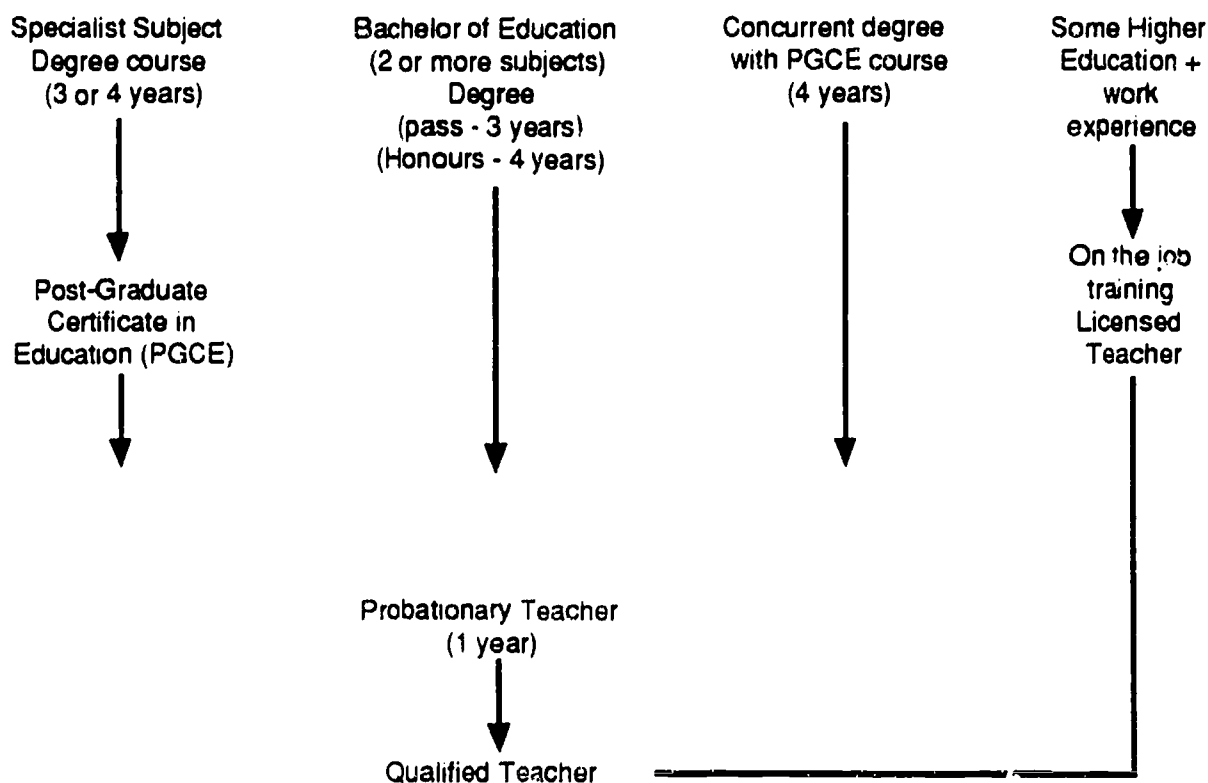 Specialist Subject
Degree course
(3 or 4 years)
Post-Graduate
Certificate in
Education (PGCE)
Bachelor of Education
(2 or more subjects)
Degree
(pass - 3 years)
(Honours - 4 years)
Concurrent degree
with PGCE course
(4 years)
Some Higher
Education +
work
experience
On the job
training
Licensed
Teacher
Probationary Teacher
(1 year)
Qualified Teacher